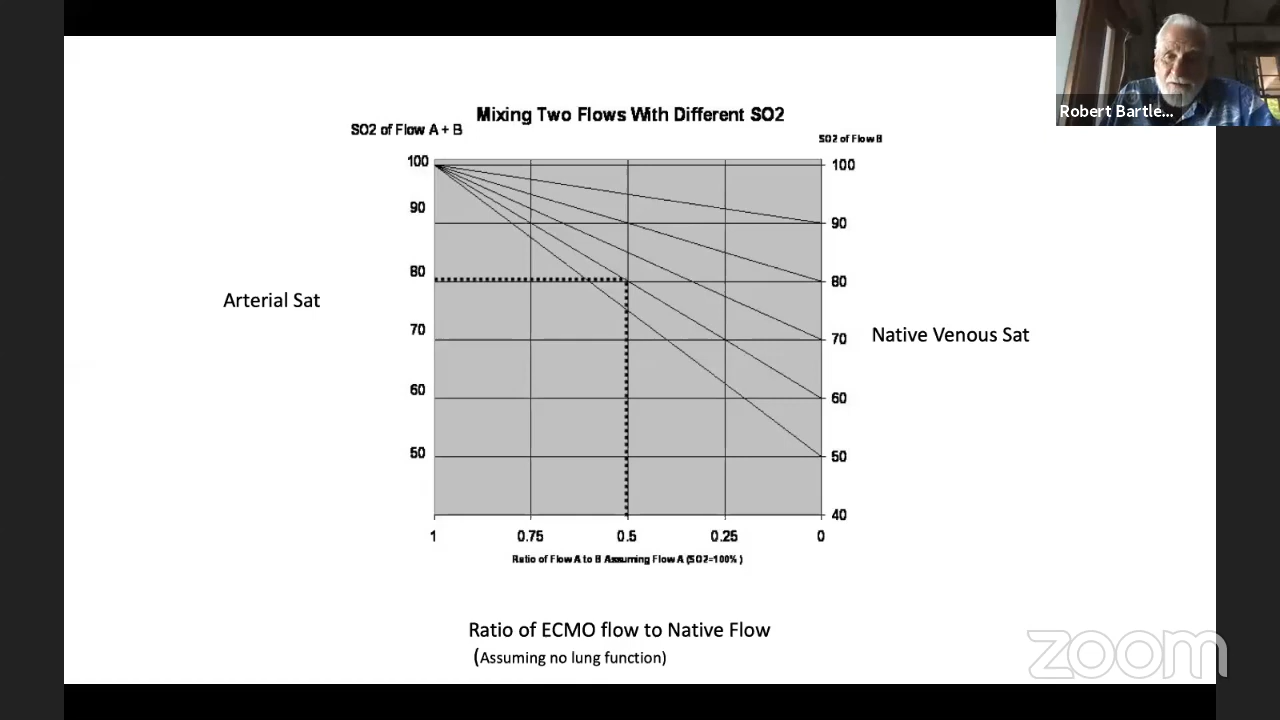 Robert Bartle...
Mixing Two Flows With Different SO2
SO2 of Flow A + B
SO2 of Flow B
100
90
80
70
60
50
100
90
80
70
60
50
40
Arterial Sat
Native Venous Sat
1 0.75 0.5 0.25 0
Ratio of Flow A to B Assuming Flow A (SO2=100% )
Ratio of ECMO flow to Native Flow
(Assuming no lung function)
zoom